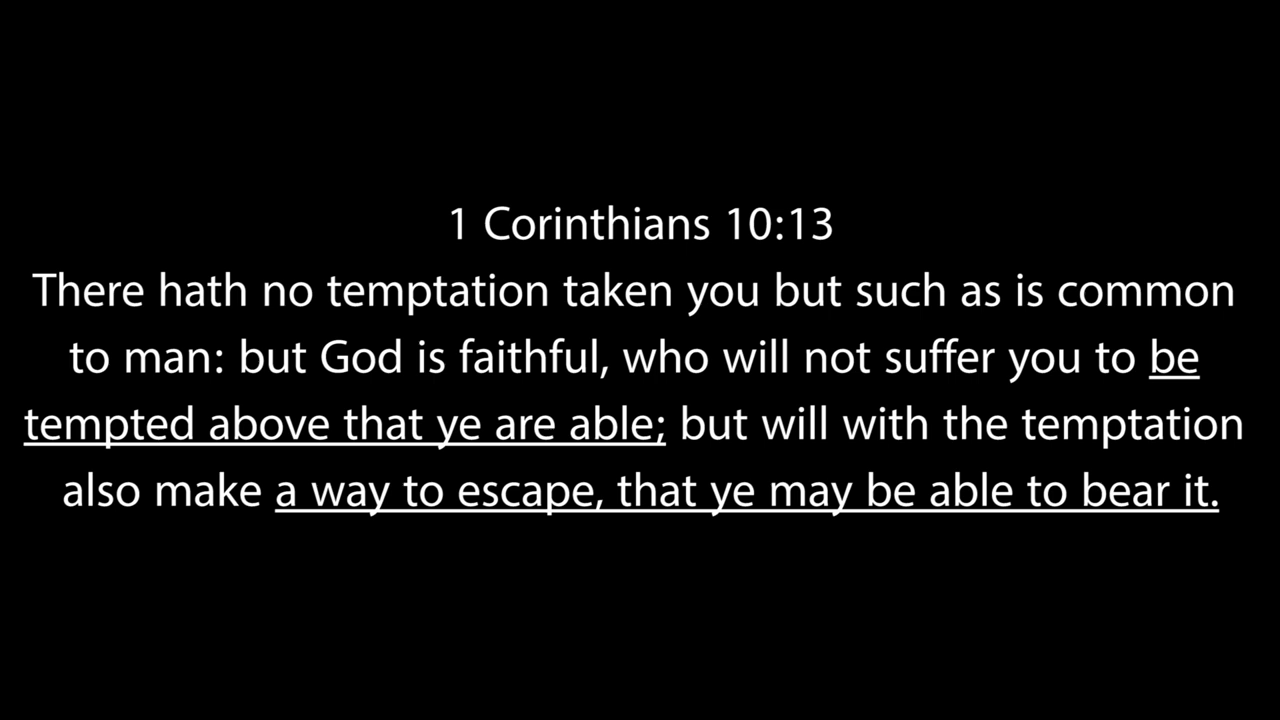 1 Corinthians 10:13
There hath no temptation taken you but such as is common
to man: but God is faithful, who will not suffer you to be
tempted above that ye are able; but will with the temptation
also make a way to escape, that ye may be able to bear it.